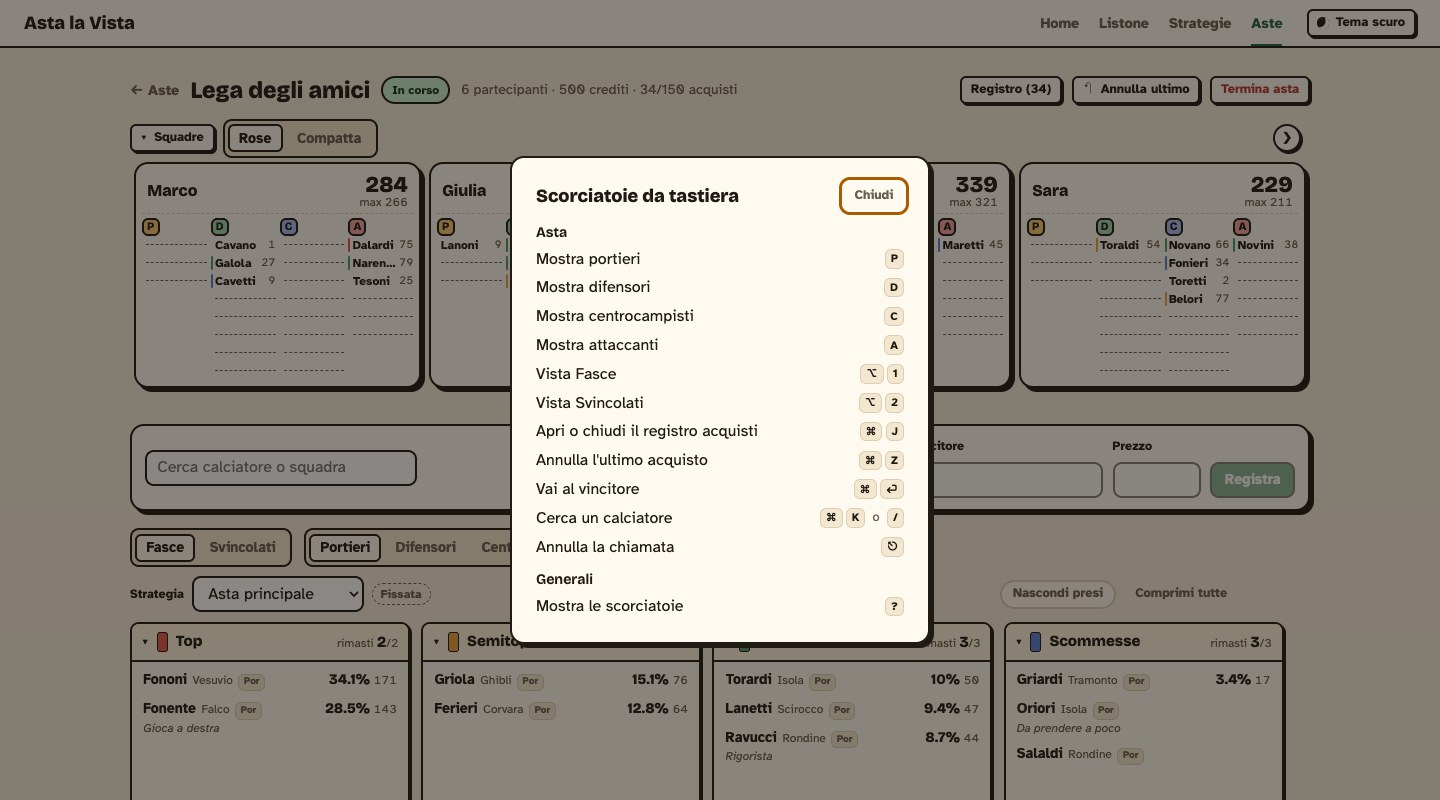 Asta la Vista
Home Listone Strategie Aste Tema scuro
← Aste Lega degli amici In corso 6 partecipanti · 500 crediti · 34/150 acquisti Registro (34) Annulla ultimo Termina asta
▾ Squadre Rose Compatta ❯
Marco 284
max 266
P D C A
Cavano 1 Dalardi 75
Galola 27 Naren... 79
Cavetti 9 Tesoni 25
Giulia
P
Lanoni 9
339
max 321
A
Maretti 45
Sara 229
max 211
P D C A
Toraldi 54 Novano 66 Novini 38
Fonieri 34
Toretti 2
Belori 77
Scorciatoie da tastiera Chiudi
Asta
Mostra portieri P
Mostra difensori D
Mostra centrocampisti C
Mostra attaccanti A
Vista Fasce ⌥ 1
Vista Svincolati ⌥ 2
Apri o chiudi il registro acquisti ⌘ J
Annulla l'ultimo acquisto ⌘ Z
Vai al vincitore ⌘ ⏎
Cerca un calciatore ⌘ K o /
Annulla la chiamata ⎋
Generali
Mostra le scorciatoie ?
Cerca calciatore o squadra
citore Prezzo
Registra
Fasce Svincolati Portieri Difensori Cent
Strategia Asta principale Fissata Nascondi presi Comprimi tutte
▾ Top rimasti 2/2
Fononi Vesuvio Por 34.1% 171
Fonente Falco Por 28.5% 143
Gioca a destra
▾ Semito
Griola Ghibli Por 15.1% 76
Ferieri Corvara Por 12.8% 64
rimasti 3/3
Torardi Isola Por 10% 50
Lanetti Scirocco Por 9.4% 47
Ravucci Rondine Por 8.7% 44
Rigorista
▾ Scommesse rimasti 3/3
Griardi Tramonto Por 3.4% 17
Oriori Isola Por
Da prendere a poco
Salaldi Rondine Por